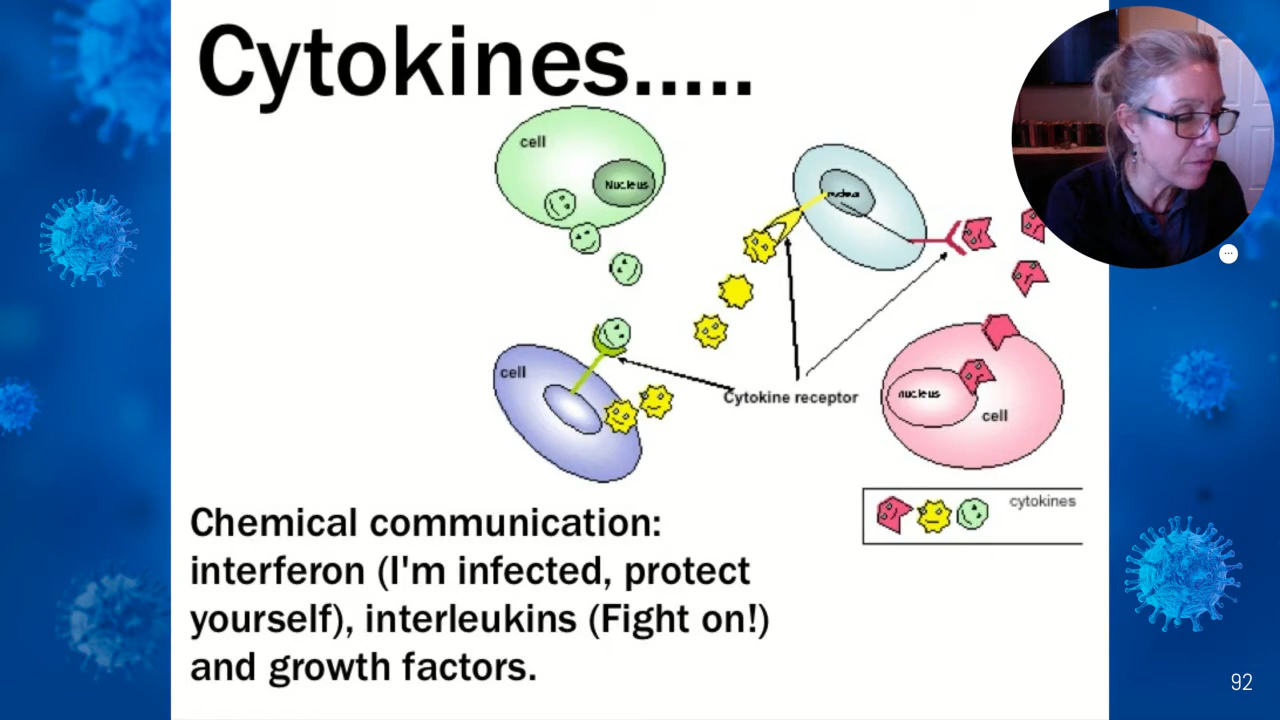 Cytokines.....
cell
Nucleus
nucleus
cell
Cytokine receptor
nucleus
cell
cytokines
Chemical communication:
interferon (I'm infected, protect
yourself), interleukins (Fight on!)
and growth factors.
92